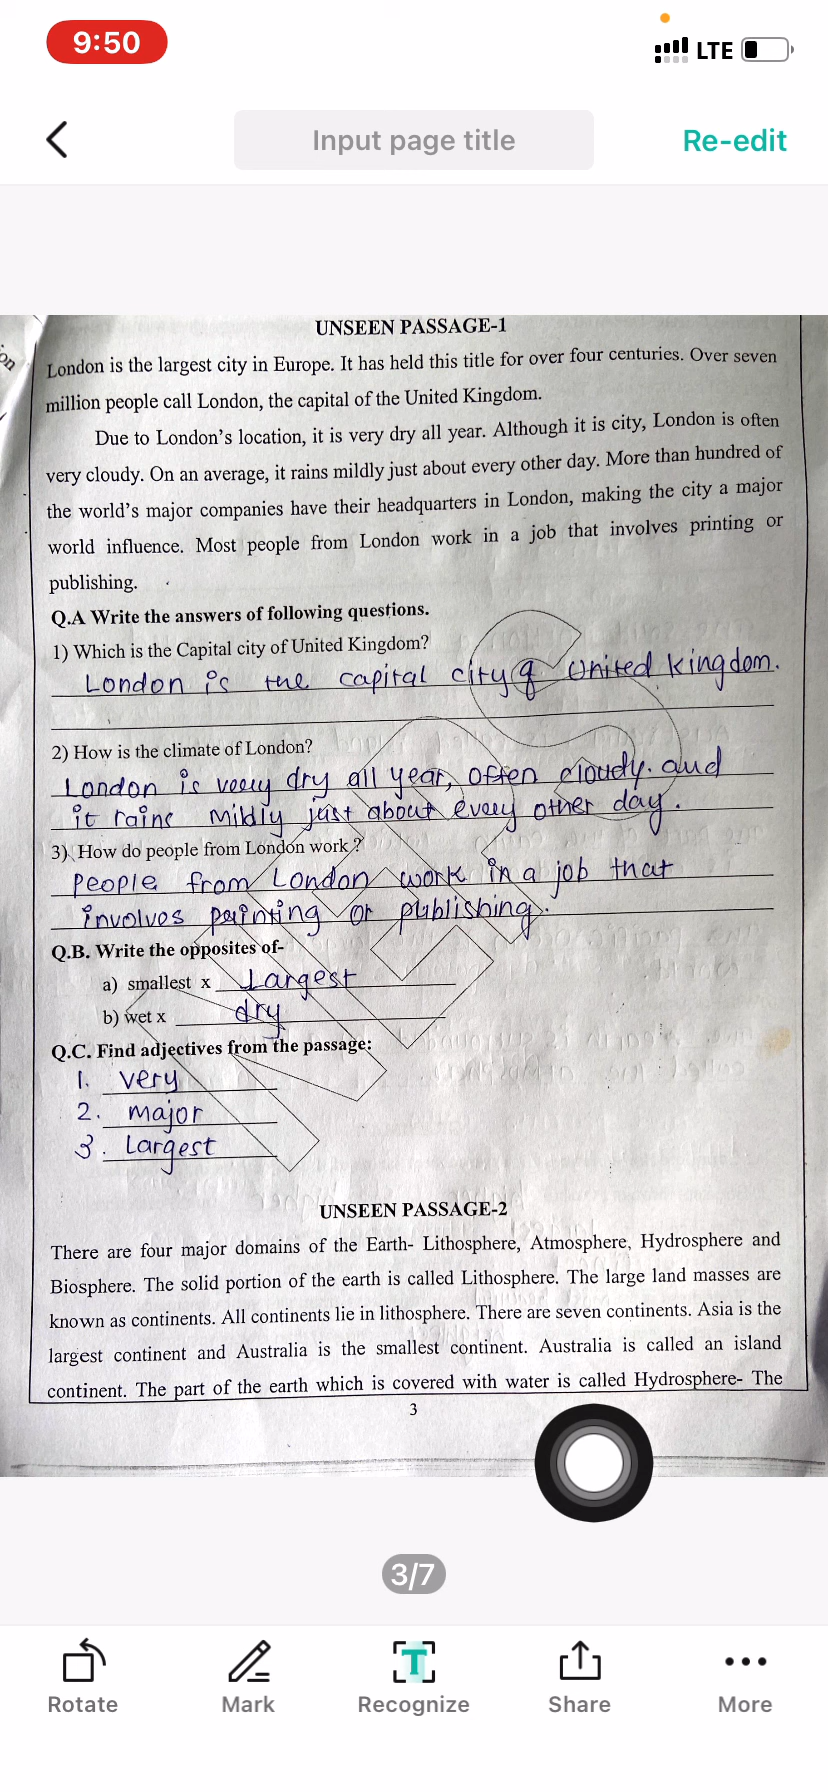 9:50
LTE
Input page title
Re-edit
on
UNSEEN PASSAGE-1
London is the largest city in Europe. It has held this title for over four centuries. Over seven
million people call London, the capital of the United Kingdom.
Due to London's location, it is very dry all year. Although it is city, London is often
very cloudy. On an average, it rains mildly just about every other day. More than hundred of
the world's major companies have their headquarters in London, making the city a major
world influence. Most people from London work in a job that involves printing or
publishing.
Q.A Write the answers of following questions.
1) Which is the Capital city of United Kingdom?
London is the capital city of United kingdom.
2) How is the climate of London?
London is veery dry all year, often cloudy. and
it rains mildly just about every other day.
3) How do people from London work ?
People from London work in a job that
involves painting or publishing.
Q.B. Write the opposites of-
a) smallest x Largest
b) wet x dry
Q.C. Find adjectives from the passage:
1. very
2. major
3. Largest
UNSEEN PASSAGE-2
There are four major domains of the Earth- Lithosphere, Atmosphere, Hydrosphere and
Biosphere. The solid portion of the earth is called Lithosphere. The large land masses are
known as continents. All continents lie in lithosphere. There are seven continents. Asia is the
largest continent and Australia is the smallest continent. Australia is called an island
continent. The part of the earth which is covered with water is called Hydrosphere- The
3
3/7
Rotate
Mark
Recognize
Share
More